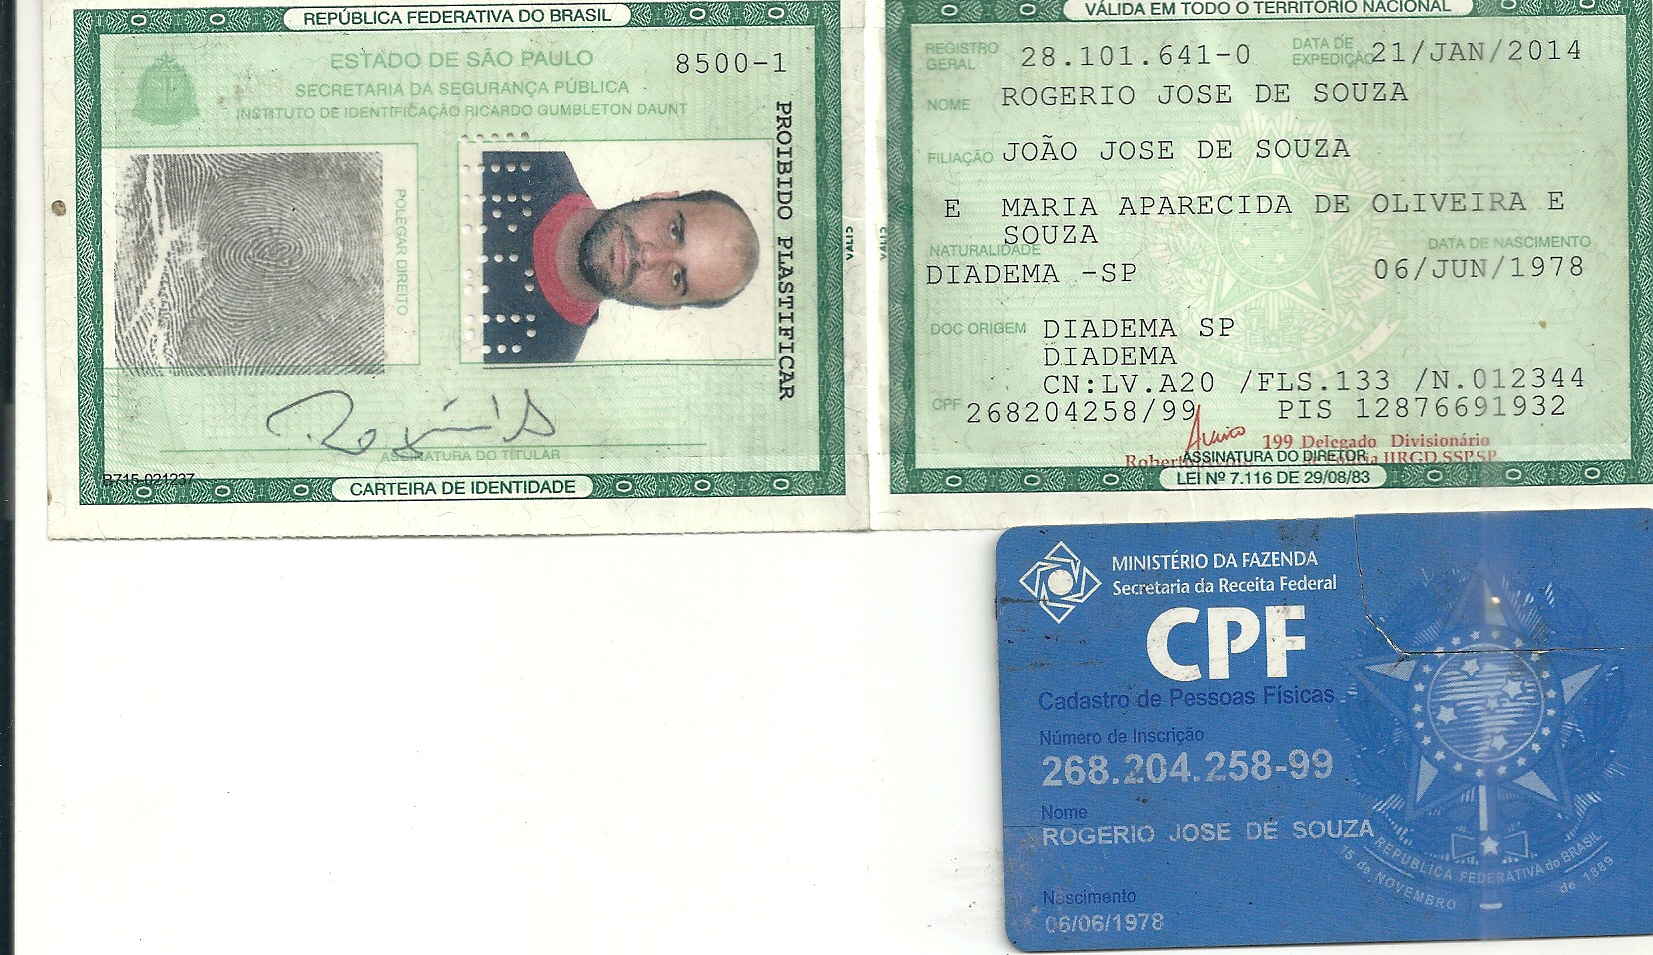 REPÚBLICA FEDERATIVA DO BRASIL
ESTADO DE SÃO PAULO
8500-1
SECRETARIA DA SEGURANÇA PÚBLICA
INSTITUTO DE IDENTIFICAÇÃO RICARDO GUMBLETON DAUNT
PROIBIDO PLASTIFICAR
POLEGAR DIREITO
ASSINATURA DO TITULAR
B715-021237
CARTEIRA DE IDENTIDADE
VÁLIDA EM TODO O TERRITÓRIO NACIONAL
REGISTRO GERAL 28.101.641-0 DATA DE EXPEDIÇÃO 21/JAN/2014
NOME ROGERIO JOSE DE SOUZA
FILIAÇÃO JOÃO JOSE DE SOUZA
E MARIA APARECIDA DE OLIVEIRA E
SOUZA
NATURALIDADE DATA DE NASCIMENTO
DIADEMA -SP 06/JUN/1978
DOC ORIGEM DIADEMA SP
DIADEMA
CN:LV.A20 /FLS.133 /N.012344
CPF 268204258/99 PIS 12876691932
199 Delegado Divisionário
ASSINATURA DO DIRETOR IIRGD.SSP.SP
LEI Nº 7.116 DE 29/08/83
MINISTÉRIO DA FAZENDA
Secretaria da Receita Federal
CPF
Cadastro de Pessoas Físicas
Número de Inscrição
268.204.258-99
Nome
ROGERIO JOSE DE SOUZA
Nascimento
06/06/1978
REPÚBLICA FEDERATIVA do BRASIL
15 de NOVEMBRO de 1889